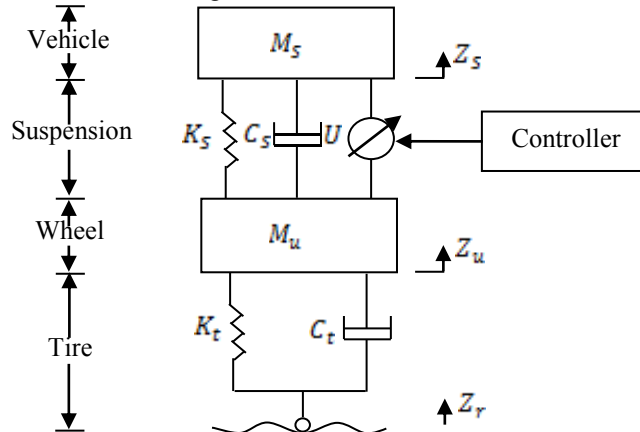 Vehicle
M_s
Z_s
Suspension
K_s C_s U
Controller
Wheel
M_u
Z_u
K_t C_t
Tire
Z_r